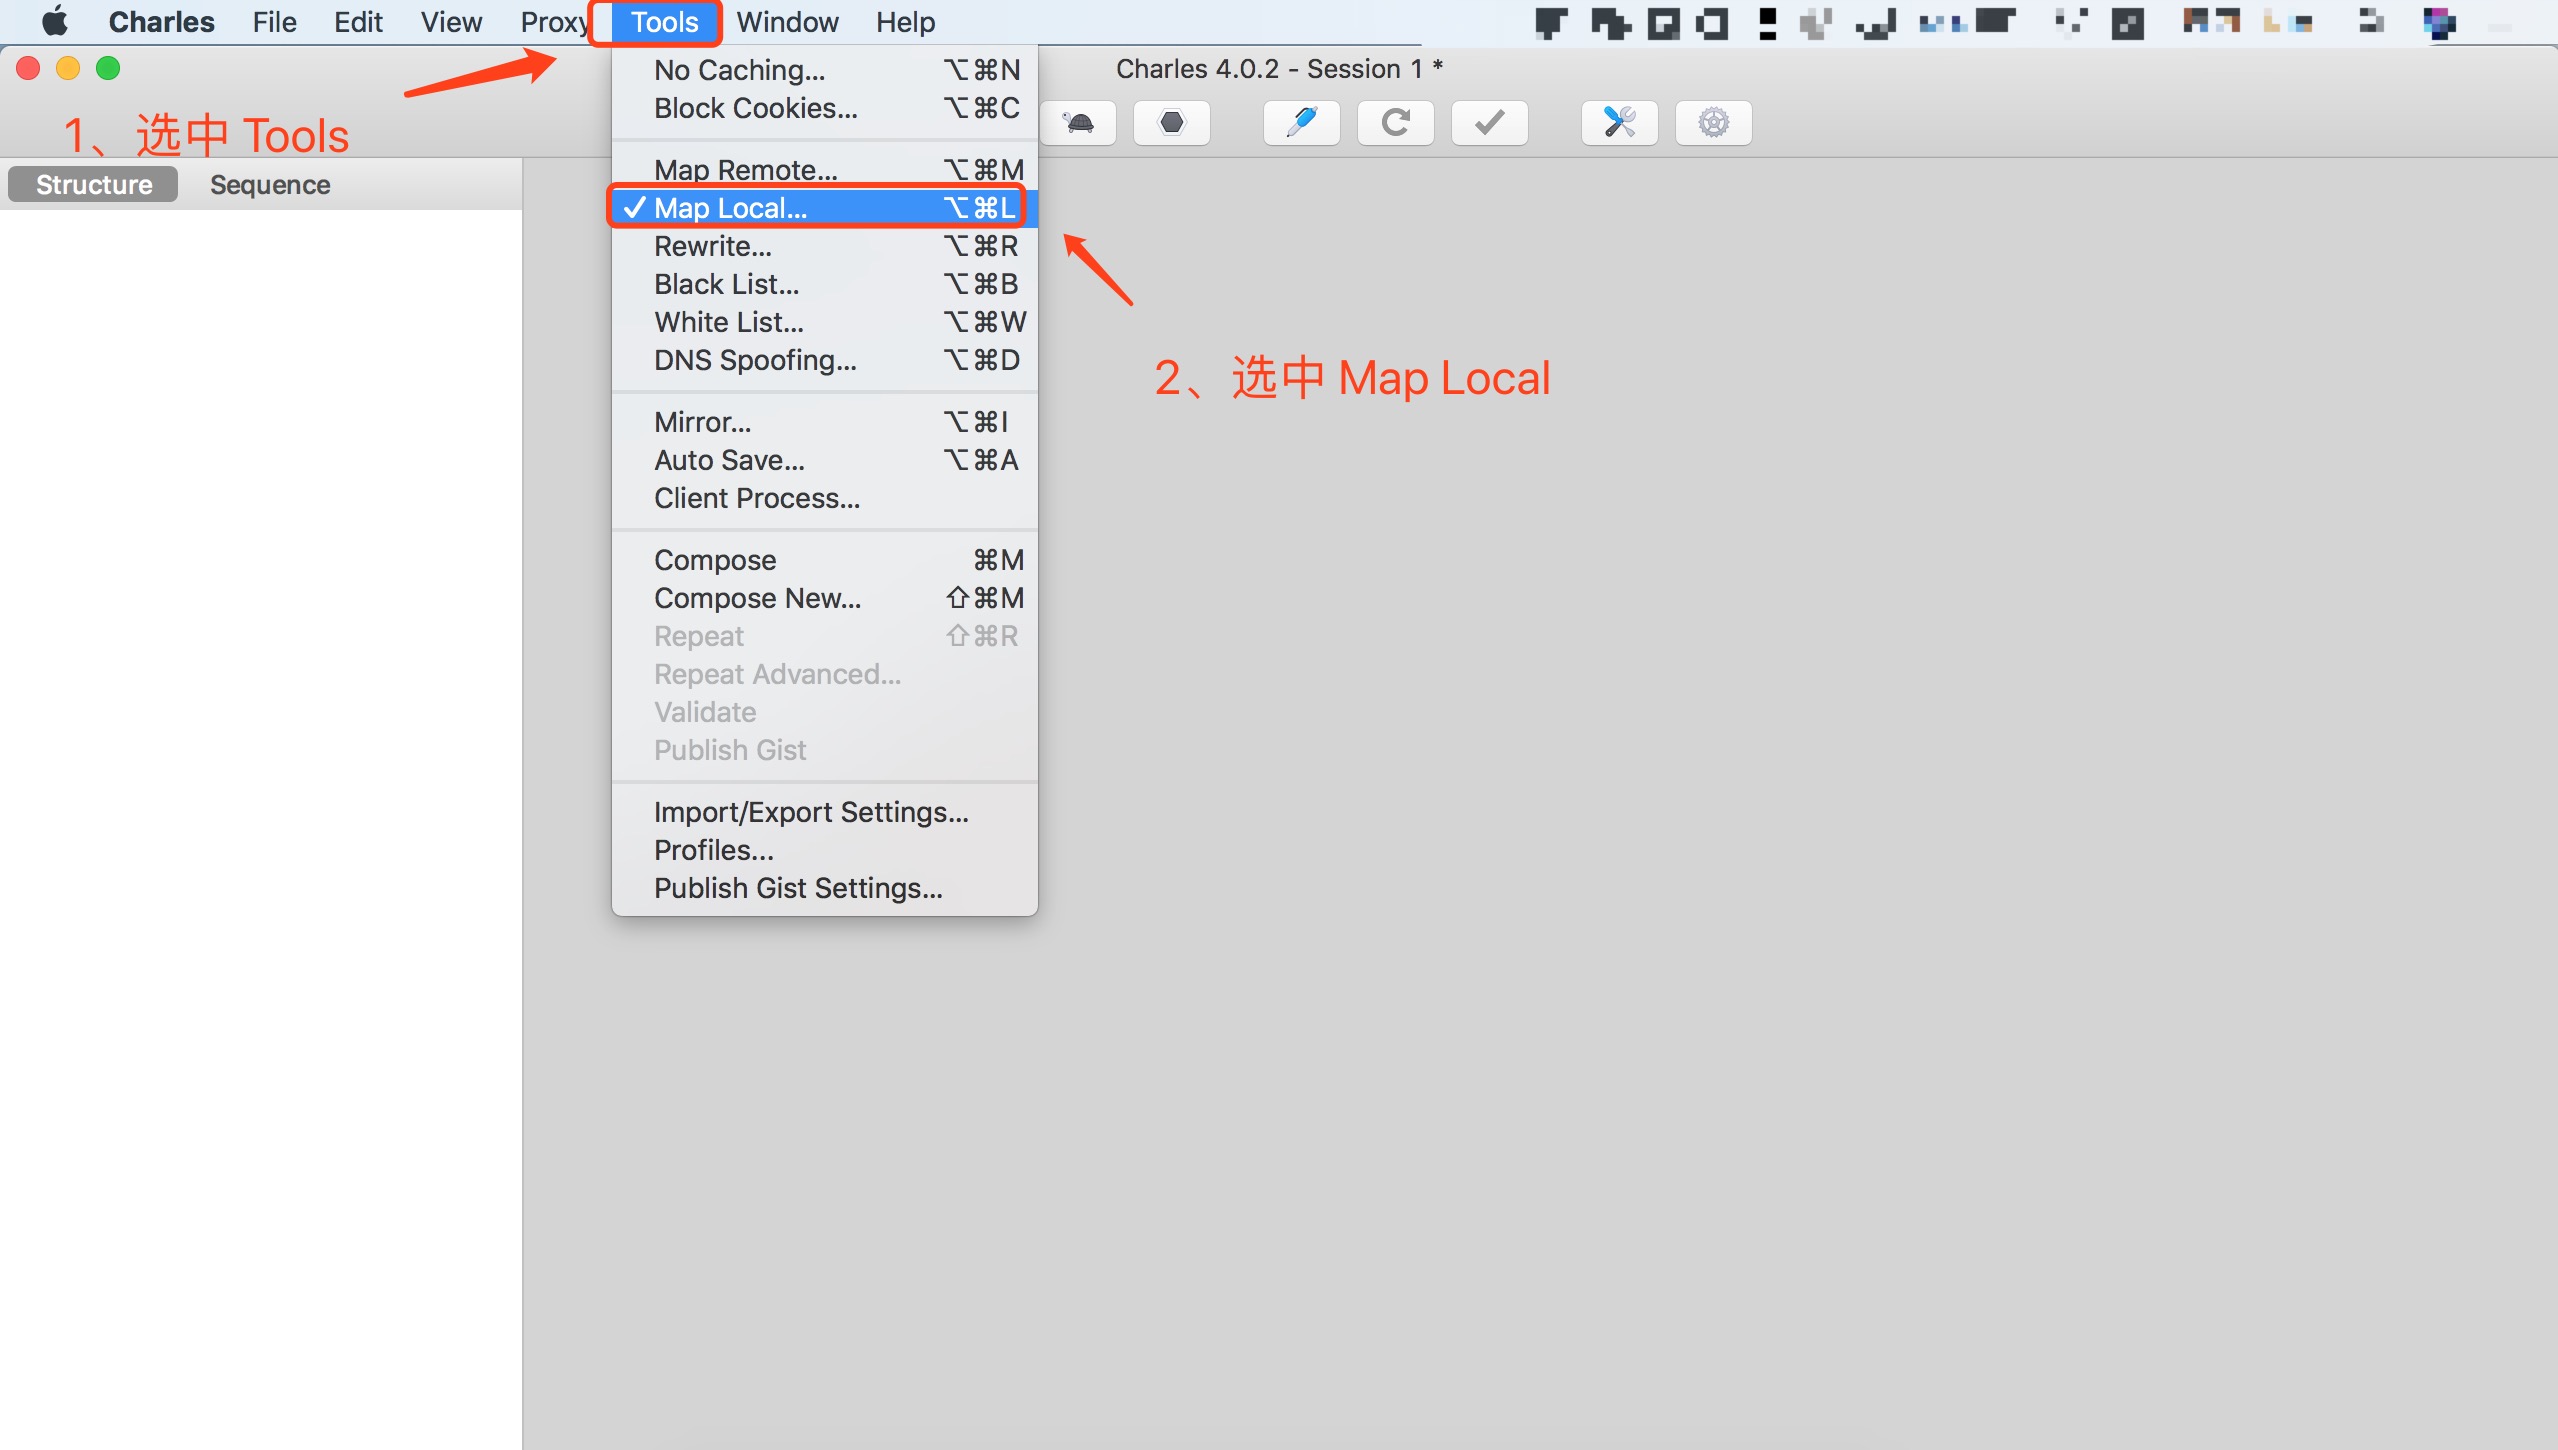 Charles File Edit View Proxy Tools Window Help
Charles 4.0.2 - Session 1 *
1、选中 Tools
Structure Sequence
No Caching... ⌥⌘N
Block Cookies... ⌥⌘C
Map Remote... ⌥⌘M
✓ Map Local... ⌥⌘L
Rewrite... ⌥⌘R
Black List... ⌥⌘B
White List... ⌥⌘W
DNS Spoofing... ⌥⌘D
2、选中 Map Local
Mirror... ⌥⌘I
Auto Save... ⌥⌘A
Client Process...
Compose ⌘M
Compose New... ⇧⌘M
Repeat ⇧⌘R
Repeat Advanced...
Validate
Publish Gist
Import/Export Settings...
Profiles...
Publish Gist Settings...